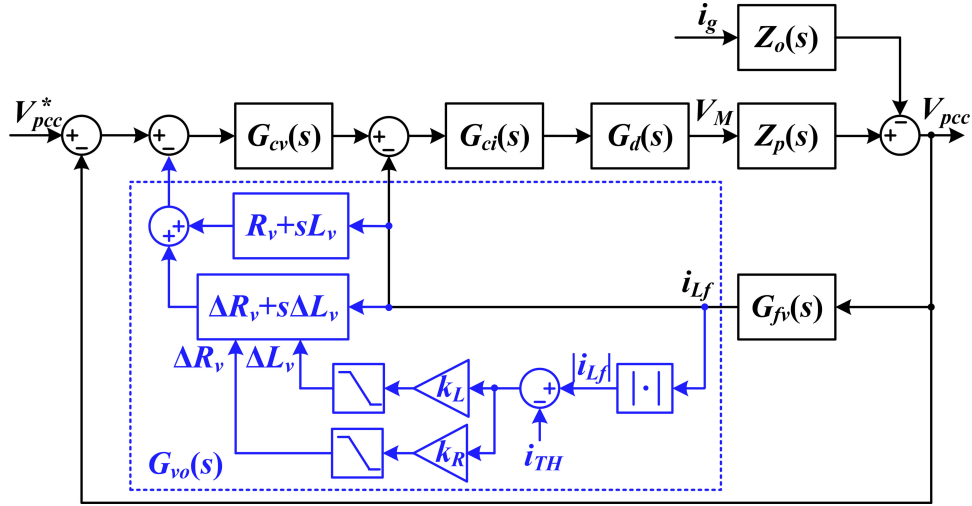 i_g
Z_o(s)
V_pcc^*
+
−
+
−
G_cv(s)
+
−
G_ci(s)
G_d(s)
V_M
Z_p(s)
+
−
V_pcc
R_v+sL_v
+
+
ΔR_v+sΔL_v
i_Lf
G_fv(s)
ΔR_v
ΔL_v
k_L
+
−
|i_Lf|
|·|
k_R
i_TH
G_vo(s)